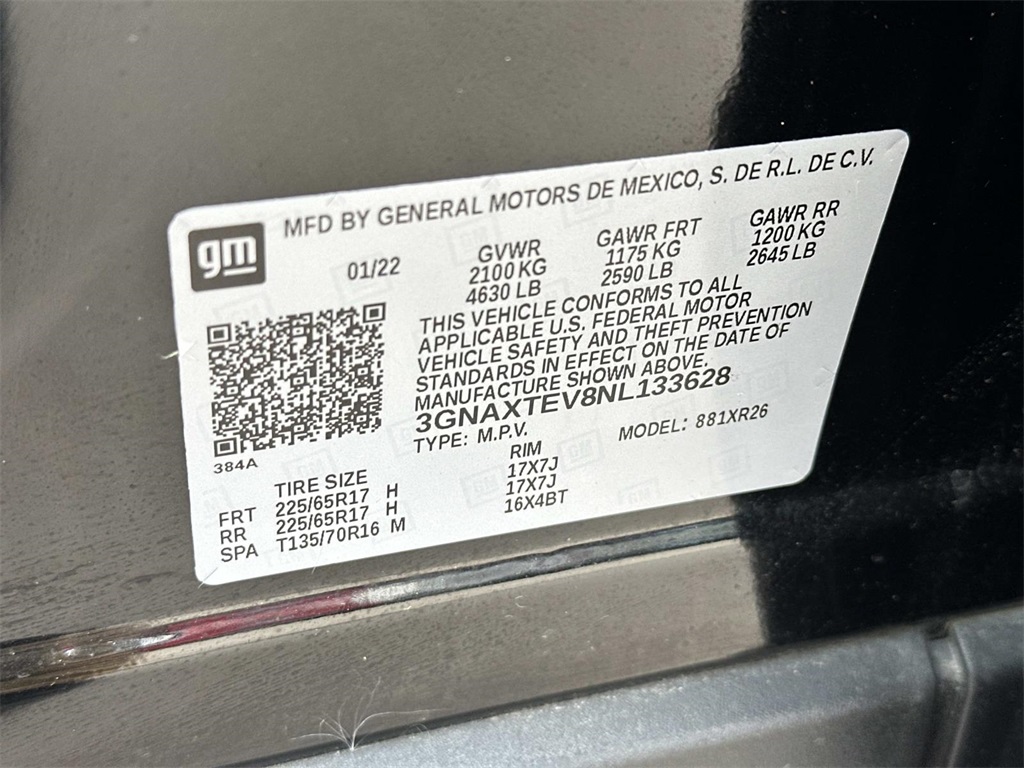 MFD BY GENERAL MOTORS DE MEXICO, S. DE R.L. DE C.V.
gm
01/22
GVWR
2100 KG
4630 LB
GAWR FRT
1175 KG
2590 LB
GAWR RR
1200 KG
2645 LB
THIS VEHICLE CONFORMS TO ALL
APPLICABLE U.S. FEDERAL MOTOR
VEHICLE SAFETY AND THEFT PREVENTION
STANDARDS IN EFFECT ON THE DATE OF
MANUFACTURE SHOWN ABOVE.
3GNAXTEV8NL133628
TYPE: M.P.V. MODEL: 881XR26
384A
TIRE SIZE RIM
FRT 225/65R17 H 17X7J
RR 225/65R17 H 17X7J
SPA T135/70R16 M 16X4BT